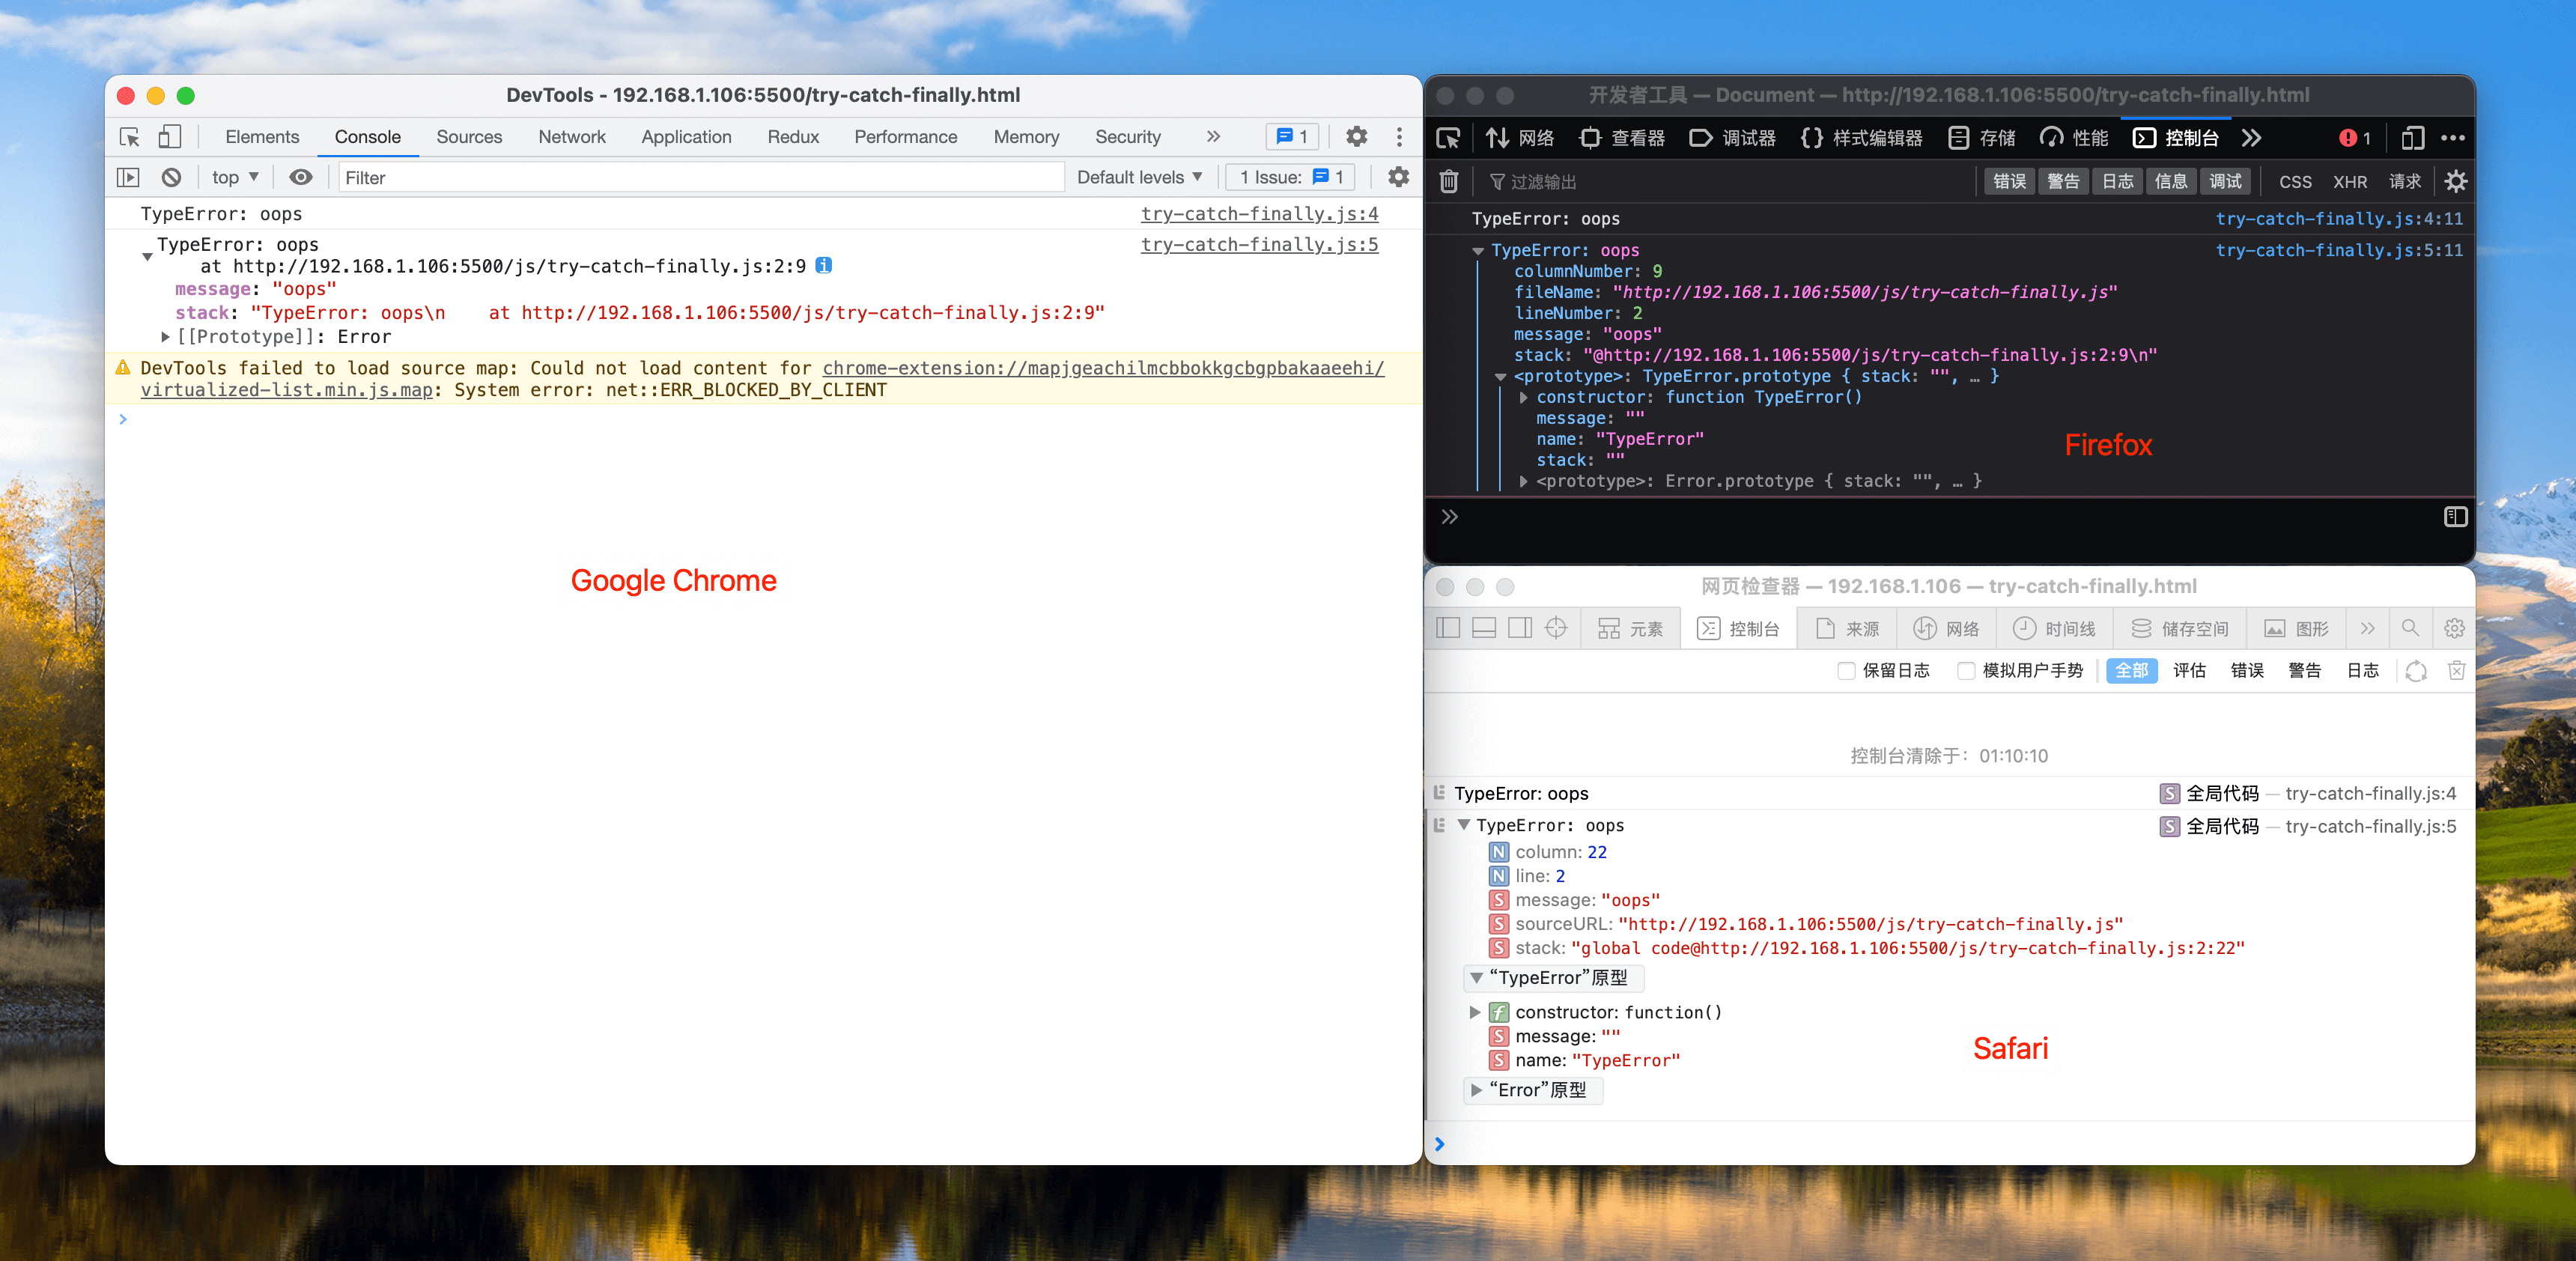 DevTools - 192.168.1.106:5500/try-catch-finally.html
Elements Console Sources Network Application Redux Performance Memory Security 1
top Filter Default levels 1 Issue: 1
TypeError: oops try-catch-finally.js:4
TypeError: oops try-catch-finally.js:5
at http://192.168.1.106:5500/js/try-catch-finally.js:2:9
message: "oops"
stack: "TypeError: oops\n    at http://192.168.1.106:5500/js/try-catch-finally.js:2:9"
[[Prototype]]: Error
DevTools failed to load source map: Could not load content for chrome-extension://mapjgeachilmcbbokkgcbgpbakaaeehi/
virtualized-list.min.js.map: System error: net::ERR_BLOCKED_BY_CLIENT
Google Chrome
开发者工具 — Document — http://192.168.1.106:5500/try-catch-finally.html
网络 查看器 调试器 样式编辑器 存储 性能 控制台 1
过滤输出 错误 警告 日志 信息 调试 CSS XHR 请求
TypeError: oops try-catch-finally.js:4:11
TypeError: oops try-catch-finally.js:5:11
columnNumber: 9
fileName: "http://192.168.1.106:5500/js/try-catch-finally.js"
lineNumber: 2
message: "oops"
stack: "@http://192.168.1.106:5500/js/try-catch-finally.js:2:9\n"
<prototype>: TypeError.prototype { stack: "", … }
constructor: function TypeError()
message: ""
name: "TypeError"
stack: ""
<prototype>: Error.prototype { stack: "", … }
Firefox
网页检查器 — 192.168.1.106 — try-catch-finally.html
元素 控制台 来源 网络 时间线 储存空间 图形
保留日志 模拟用户手势 全部 评估 错误 警告 日志
控制台清除于：01:10:10
TypeError: oops S 全局代码 — try-catch-finally.js:4
TypeError: oops S 全局代码 — try-catch-finally.js:5
N column: 22
N line: 2
S message: "oops"
S sourceURL: "http://192.168.1.106:5500/js/try-catch-finally.js"
S stack: "global code@http://192.168.1.106:5500/js/try-catch-finally.js:2:22"
“TypeError”原型
f constructor: function()
S message: ""
S name: "TypeError"
“Error”原型
Safari